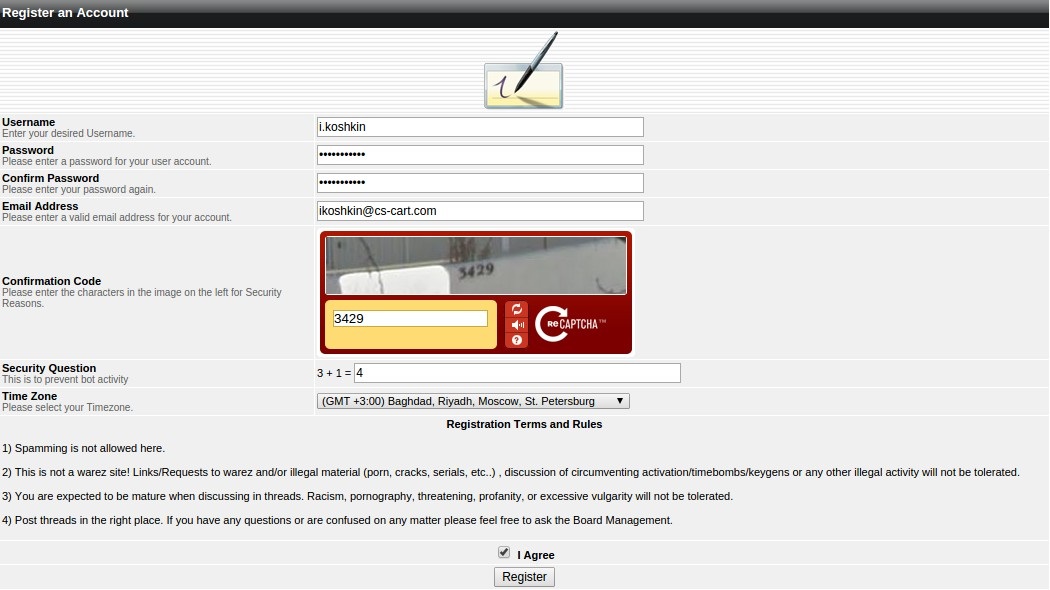 Register an Account
Username
Enter your desired Username.
i.koshkin
Password
Please enter a password for your user account.
•••••••••••
Confirm Password
Please enter your password again.
•••••••••••
Email Address
Please enter a valid email address for your account.
ikoshkin@cs-cart.com
3429
Confirmation Code
Please enter the characters in the image on the left for Security
Reasons.
3429
ReCAPTCHA™
Security Question
This is to prevent bot activity
3 + 1 = 4
Time Zone
Please select your Timezone.
(GMT +3:00) Baghdad, Riyadh, Moscow, St. Petersburg
Registration Terms and Rules
1) Spamming is not allowed here.
2) This is not a warez site! Links/Requests to warez and/or illegal material (porn, cracks, serials, etc..) , discussion of circumventing activation/timebombs/keygens or any other illegal activity will not be tolerated.
3) You are expected to be mature when discussing in threads. Racism, pornography, threatening, profanity, or excessive vulgarity will not be tolerated.
4) Post threads in the right place. If you have any questions or are confused on any matter please feel free to ask the Board Management.
I Agree
Register